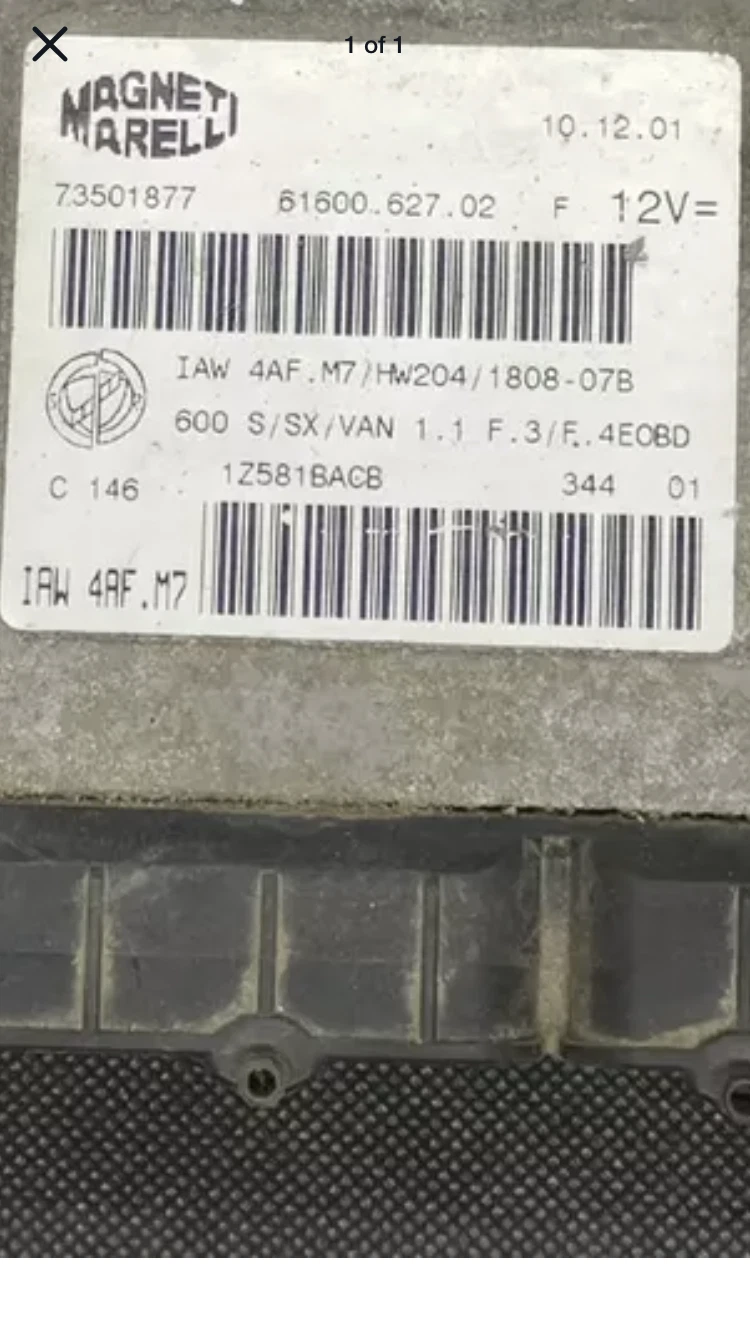 1 of 1
MAGNETI
MARELLI
10.12.01
73501877 61600.627.02 F 12V=
IAW 4AF.M7/HW204/1808-07B
600 S/SX/VAN 1.1 F.3/F.4EOBD
C 146 1Z581BACB 344 01
IAW 4AF.M7